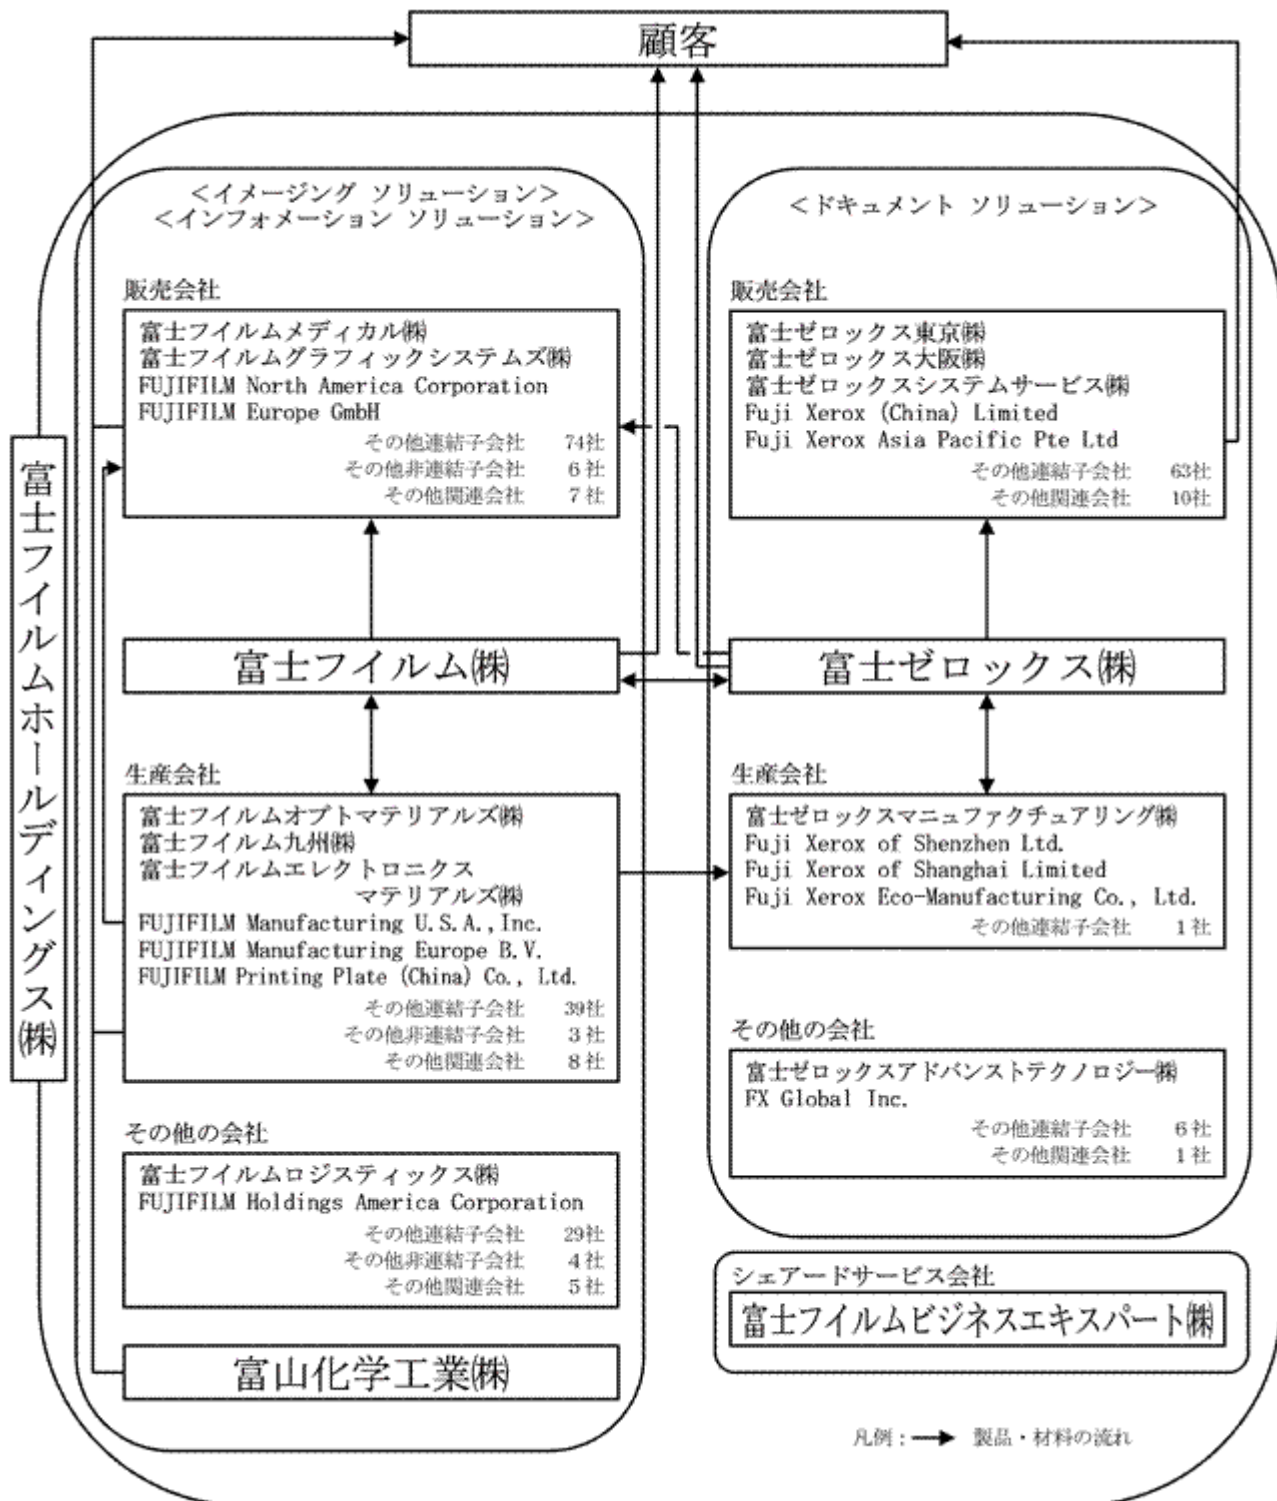 顧客
<イメージング ソリューション>
<インフォメーション ソリューション>
販売会社
富士フイルムメディカル㈱
富士フイルムグラフィックシステムズ㈱
FUJIFILM North America Corporation
FUJIFILM Europe GmbH
その他連結子会社 74社
その他非連結子会社 6社
その他関連会社 7社
富士フイルム㈱
生産会社
富士フイルムオプトマテリアルズ㈱
富士フイルム九州㈱
富士フイルムエレクトロニクス
マテリアルズ㈱
FUJIFILM Manufacturing U.S.A., Inc.
FUJIFILM Manufacturing Europe B.V.
FUJIFILM Printing Plate (China) Co., Ltd.
その他連結子会社 39社
その他非連結子会社 3社
その他関連会社 8社
その他の会社
富士フイルムロジスティックス㈱
FUJIFILM Holdings America Corporation
その他連結子会社 29社
その他非連結子会社 4社
その他関連会社 5社
富山化学工業㈱
<ドキュメント ソリューション>
販売会社
富士ゼロックス東京㈱
富士ゼロックス大阪㈱
富士ゼロックスシステムサービス㈱
Fuji Xerox (China) Limited
Fuji Xerox Asia Pacific Pte Ltd
その他連結子会社 63社
その他関連会社 10社
富士ゼロックス㈱
生産会社
富士ゼロックスマニュファクチュアリング㈱
Fuji Xerox of Shenzhen Ltd.
Fuji Xerox of Shanghai Limited
Fuji Xerox Eco-Manufacturing Co., Ltd.
その他連結子会社 1社
その他の会社
富士ゼロックスアドバンストテクノロジー㈱
FX Global Inc.
その他連結子会社 6社
その他関連会社 1社
シェアードサービス会社
富士フイルムビジネスエキスパート㈱
富士フイルムホールディングス㈱
凡例:→ 製品・材料の流れ